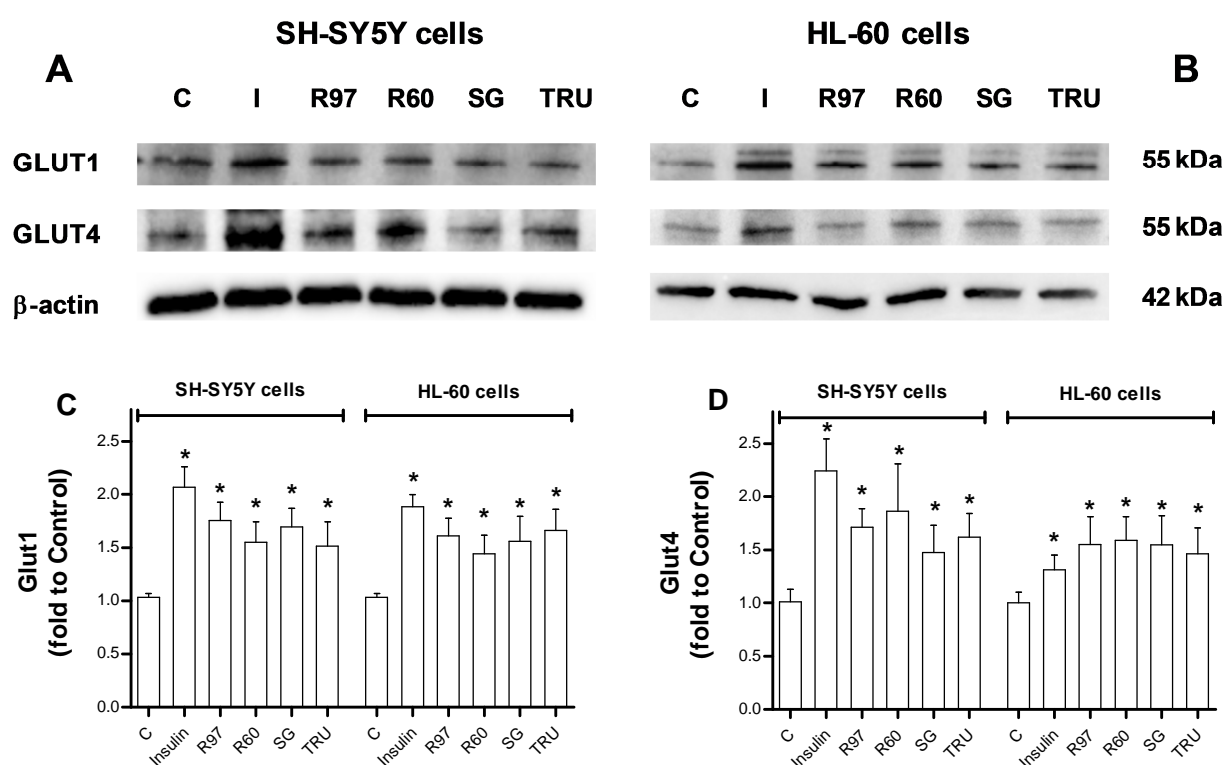 SH-SY5Y cells HL-60 cells
A B
C I R97 R60 SG TRU C I R97 R60 SG TRU
GLUT1 55 kDa
GLUT4 55 kDa
β-actin 42 kDa
C
SH-SY5Y cells HL-60 cells
Glut1
(fold to Control)
2.5
2.0
1.5
1.0
0.5
0.0
* * * * * * * * * *
C Insulin R97 R60 SG TRU C Insulin R97 R60 SG TRU
D
SH-SY5Y cells HL-60 cells
Glut4
(fold to Control)
2.5
2.0
1.5
1.0
0.5
0.0
* * * * * * * * * *
C Insulin R97 R60 SG TRU C Insulin R97 R60 SG TRU